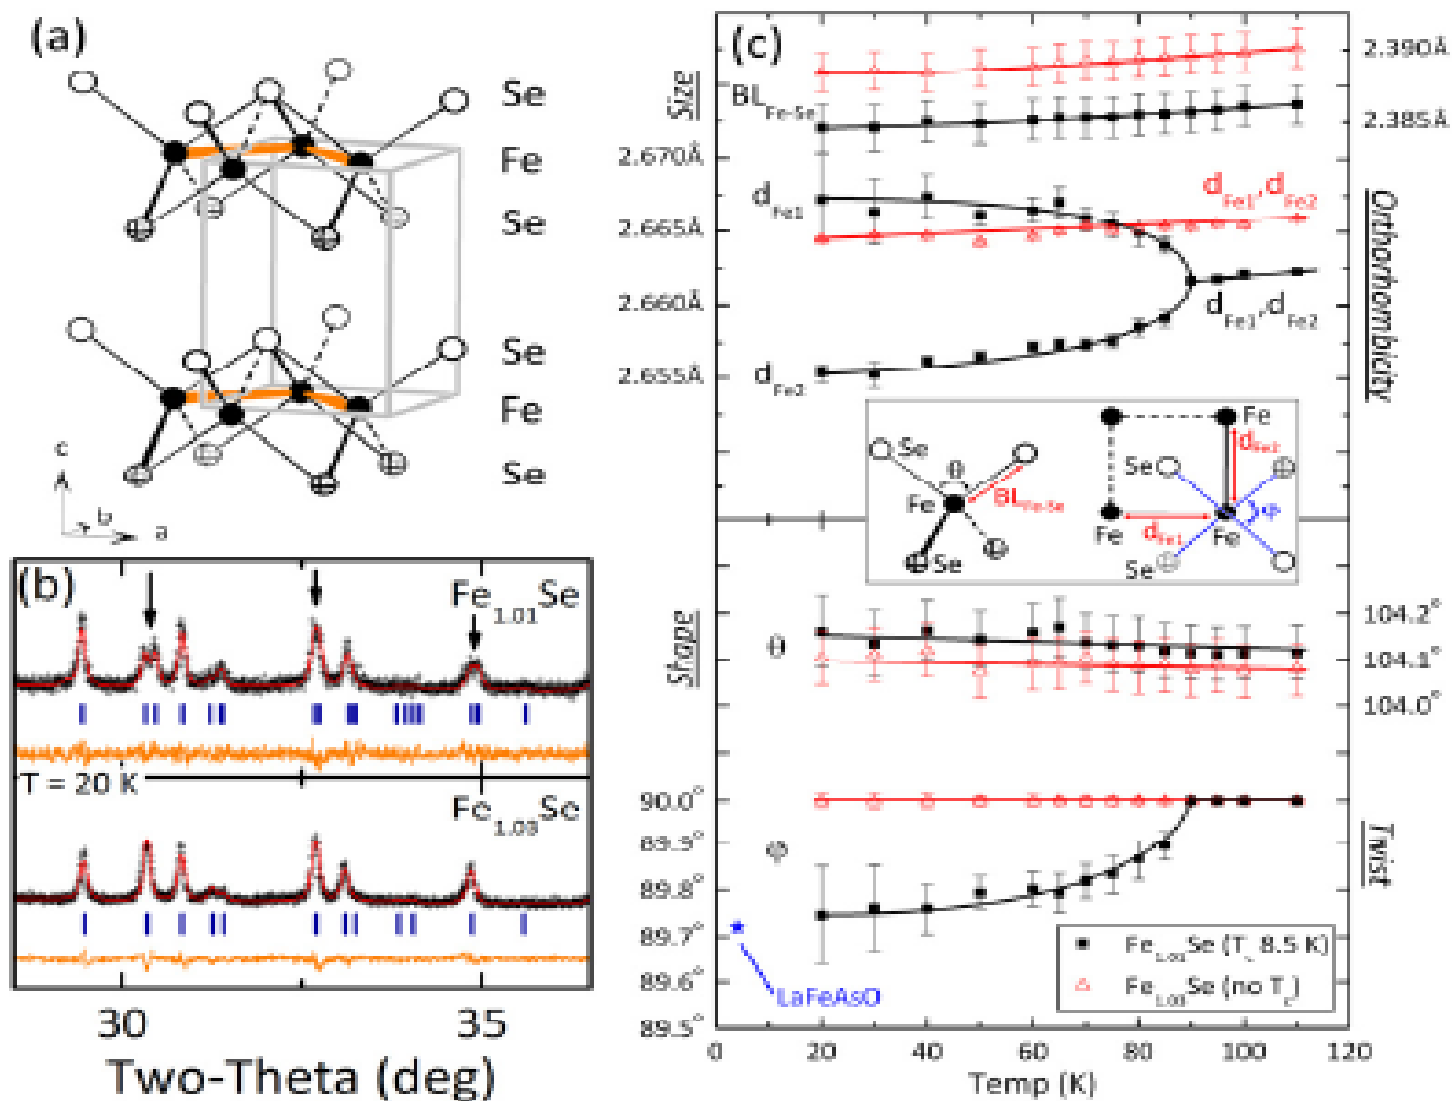 (a)
Se
Fe
Se
Se
Fe
Se
c
b
a
(b)
Fe1.01Se
T = 20 K
Fe1.03Se
30 35
Two-Theta (deg)
(c)
Size
BLFe-Se
2.390Å
2.385Å
2.670Å
2.665Å
2.660Å
2.655Å
dFe1
dFe1,dFe2
dFe1,dFe2
dFe2
Orthorhombicity
Se
θ
Fe
BLFe-Se
Se
Fe
dFe2
Se
φ
Fe
dFe1
Fe
Se
Shape
θ
104.2°
104.1°
104.0°
90.0°
89.9°
89.8°
89.7°
89.6°
89.5°
φ
Twist
LaFeAsO
Fe1.01Se (Tc 8.5 K)
Fe1.03Se (no Tc)
0 20 40 60 80 100 120
Temp (K)